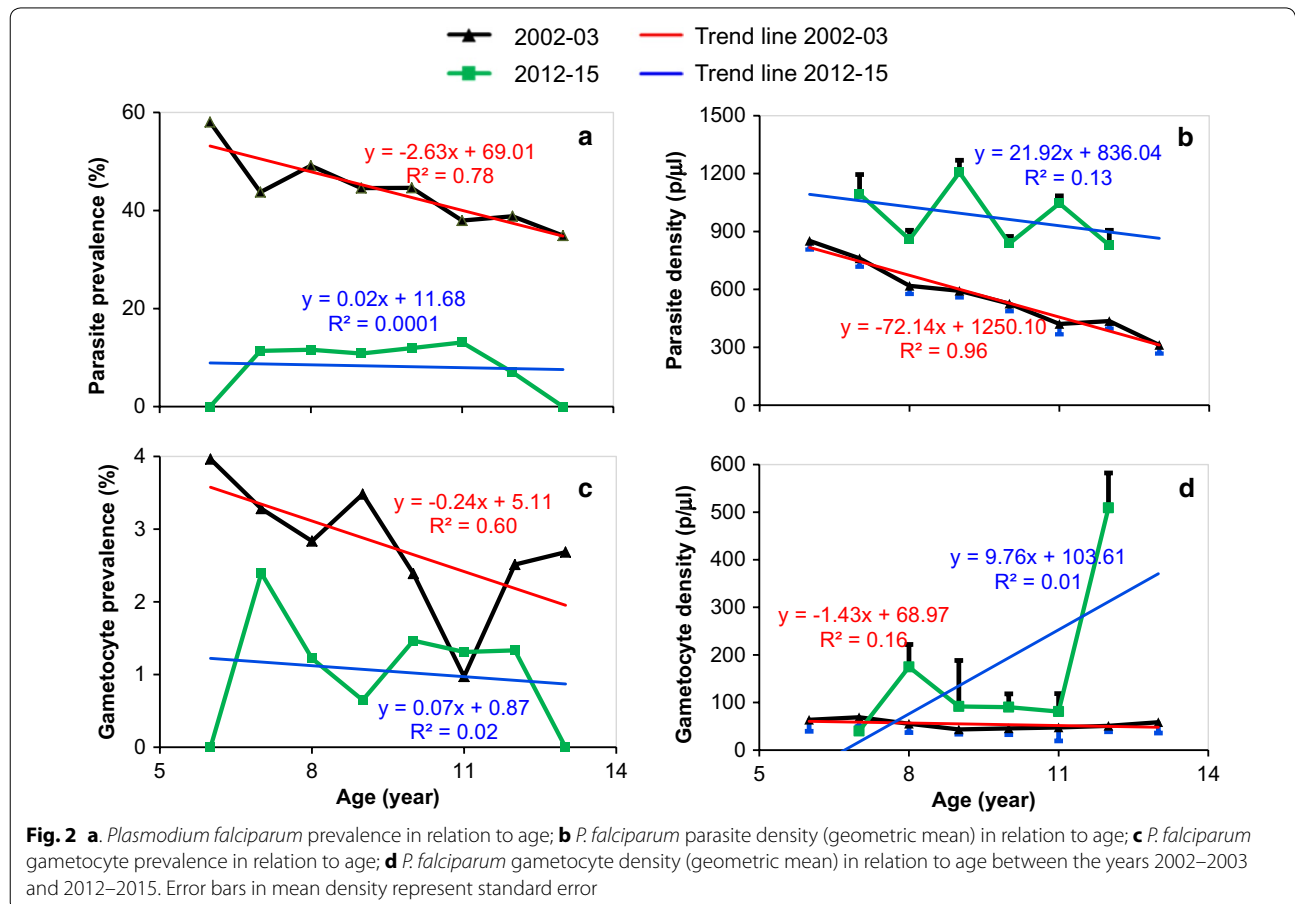 2002-03 Trend line 2002-03
2012-15 Trend line 2012-15
a
Parasite prevalence (%)
60
40
20
0
y = -2.63x + 69.01
R² = 0.78
y = 0.02x + 11.68
R² = 0.0001
b
Parasite density (p/µl)
1500
1200
900
600
300
0
y = 21.92x + 836.04
R² = 0.13
y = -72.14x + 1250.10
R² = 0.96
c
Gametocyte prevalence (%)
4
3
2
1
0
y = -0.24x + 5.11
R² = 0.60
y = 0.07x + 0.87
R² = 0.02
5 8 11 14
Age (year)
d
Gametocyte density (p/µl)
600
500
400
300
200
100
0
y = 9.76x + 103.61
R² = 0.01
y = -1.43x + 68.97
R² = 0.16
5 8 11 14
Age (year)
Fig. 2 a. Plasmodium falciparum prevalence in relation to age; b P. falciparum parasite density (geometric mean) in relation to age; c P. falciparum
gametocyte prevalence in relation to age; d P. falciparum gametocyte density (geometric mean) in relation to age between the years 2002–2003
and 2012–2015. Error bars in mean density represent standard error